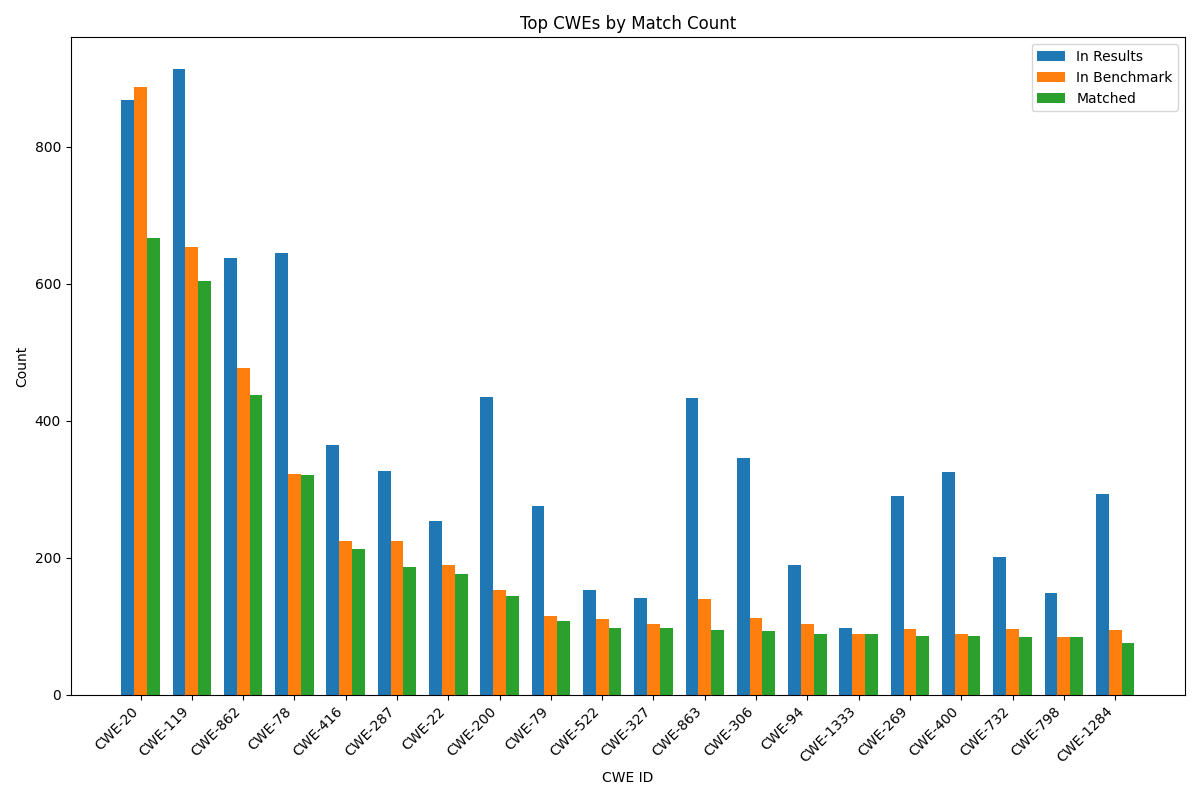 Top CWEs by Match Count
In Results
In Benchmark
Matched
Count
800
600
400
200
0
CWE-20
CWE-119
CWE-862
CWE-78
CWE-416
CWE-287
CWE-22
CWE-200
CWE-79
CWE-522
CWE-327
CWE-863
CWE-306
CWE-94
CWE-1333
CWE-269
CWE-400
CWE-732
CWE-798
CWE-1284
CWE ID